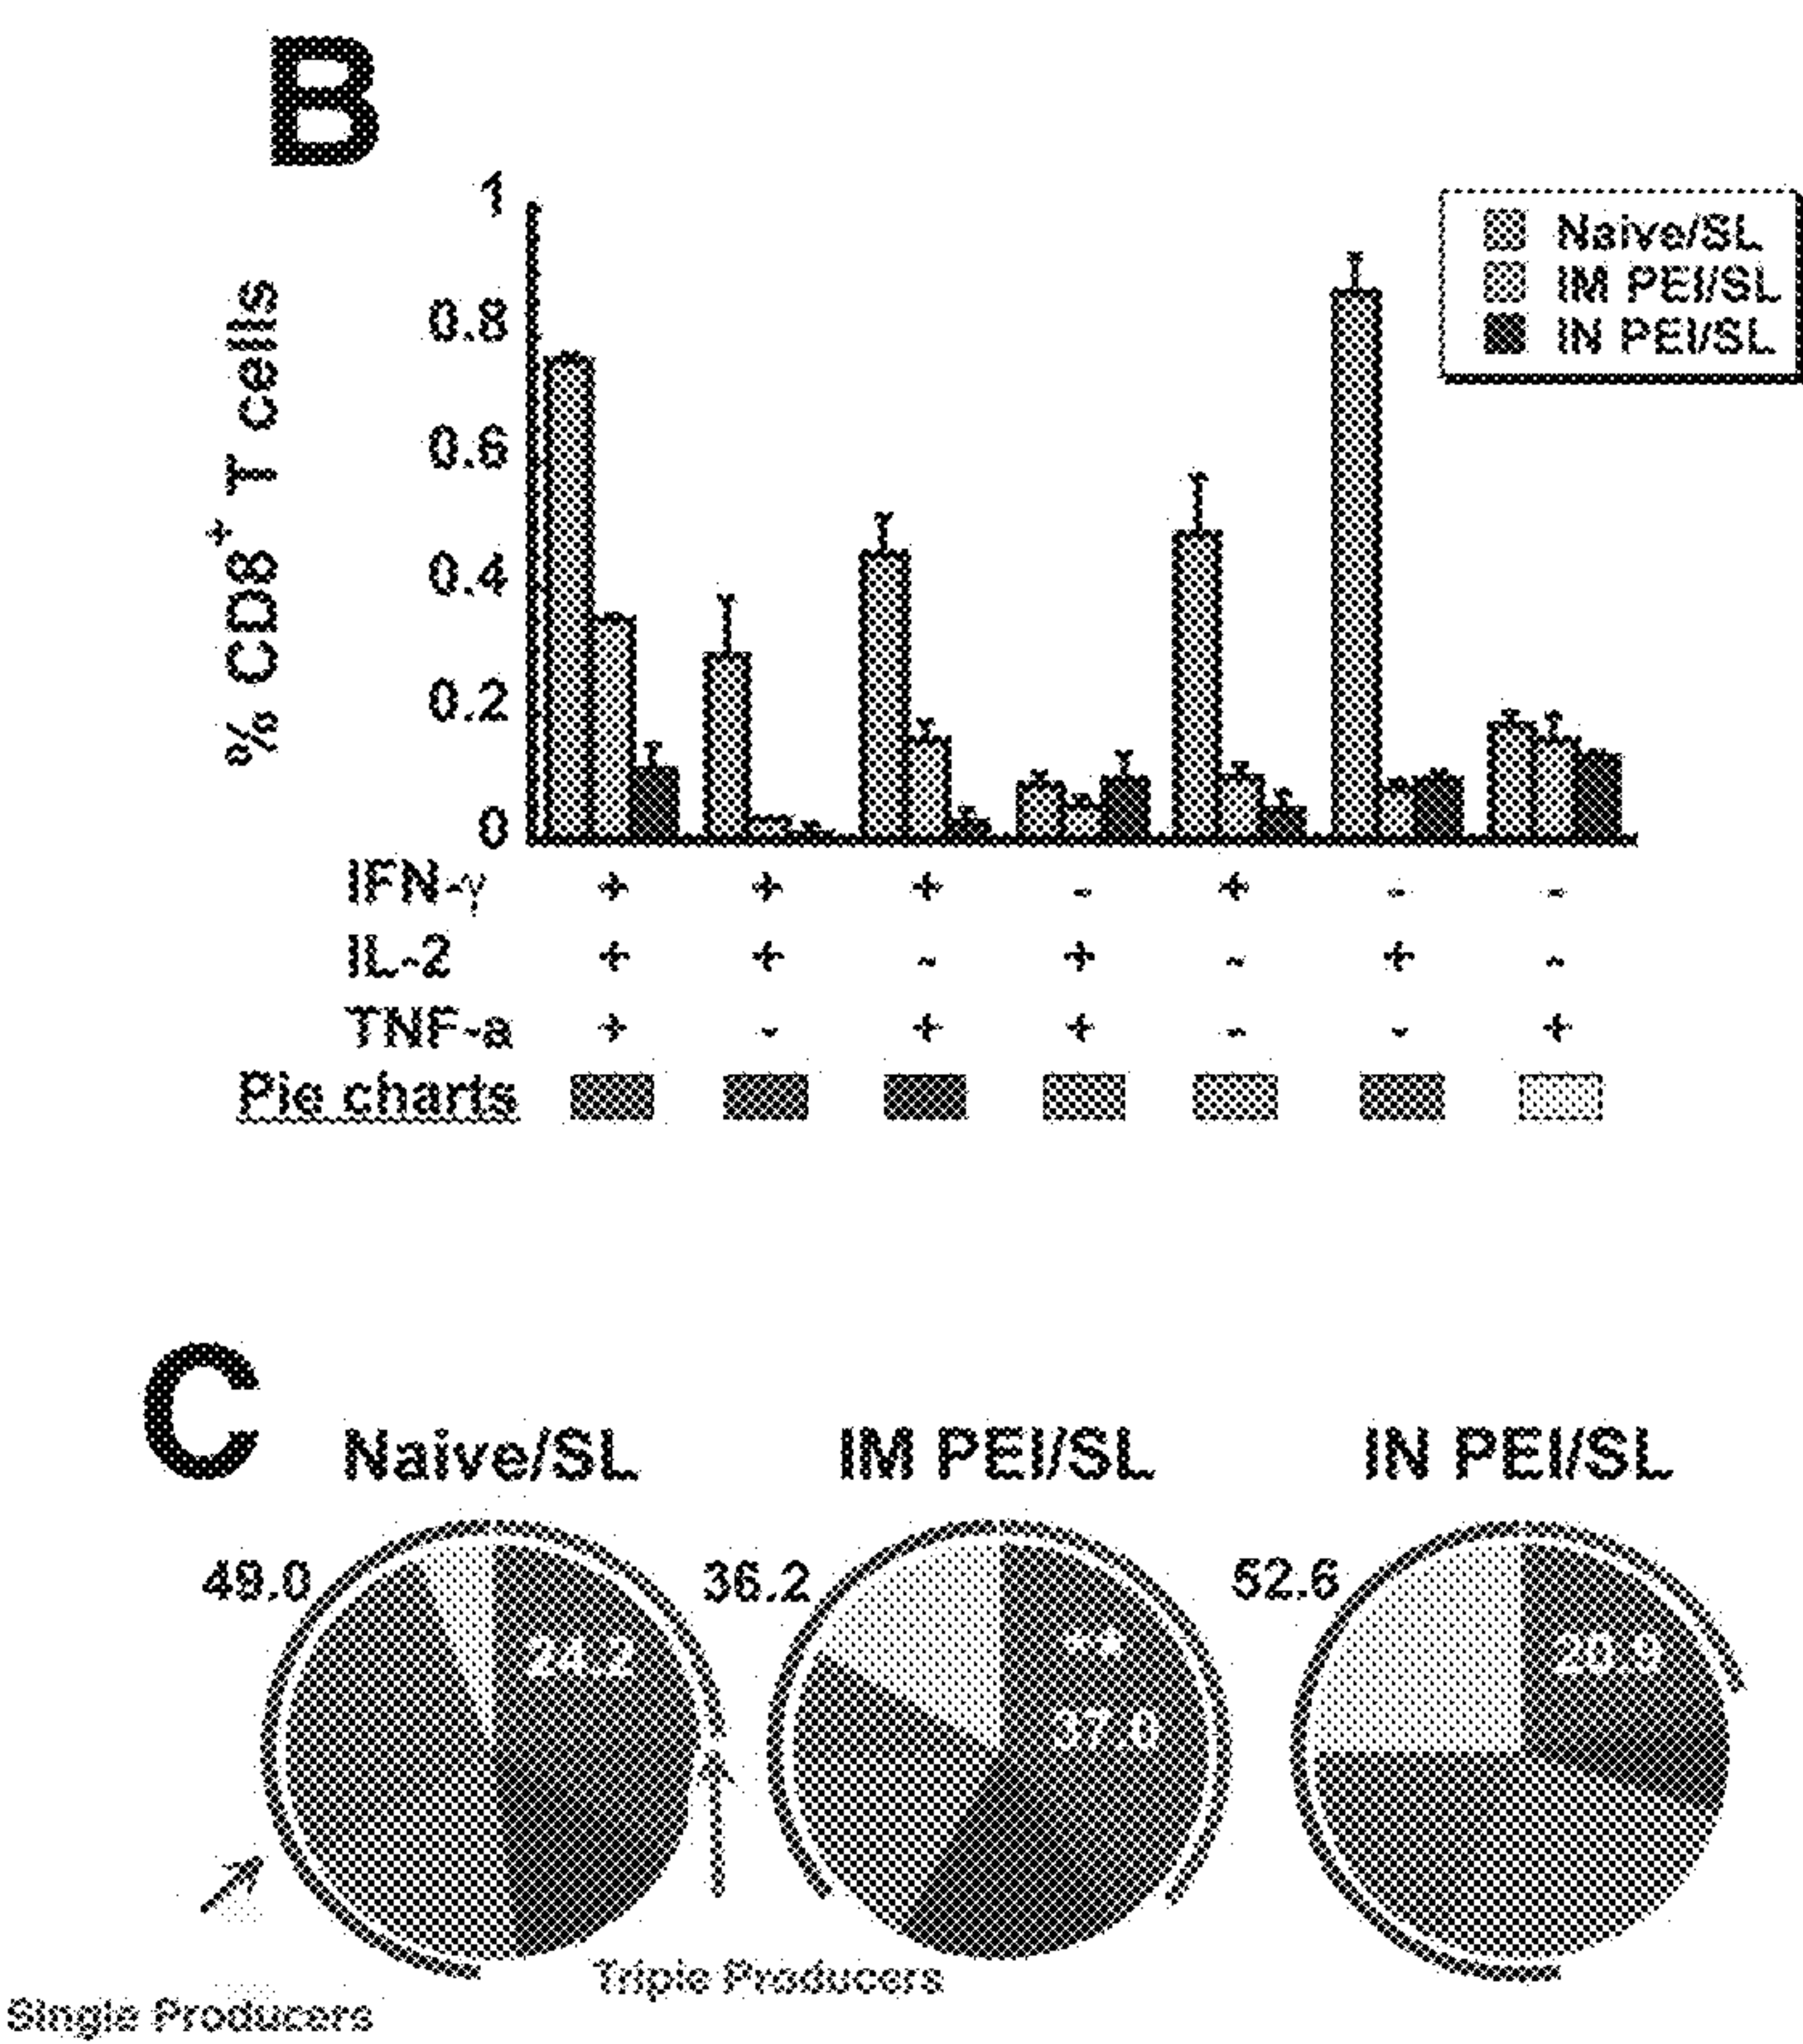 B
1
0.8
0.6
0.4
0.2
0
% CD8+ T cells
Naive/SL
IM PEI/SL
IN PEI/SL
IFN-γ + + + - + - -
IL-2 + + - + - + -
TNF-a + - + + - - +
Pie charts
C
Naive/SL IM PEI/SL IN PEI/SL
49.0 36.2 52.6
24.2 ** 20.9
37.0
Triple Producers
Single Producers